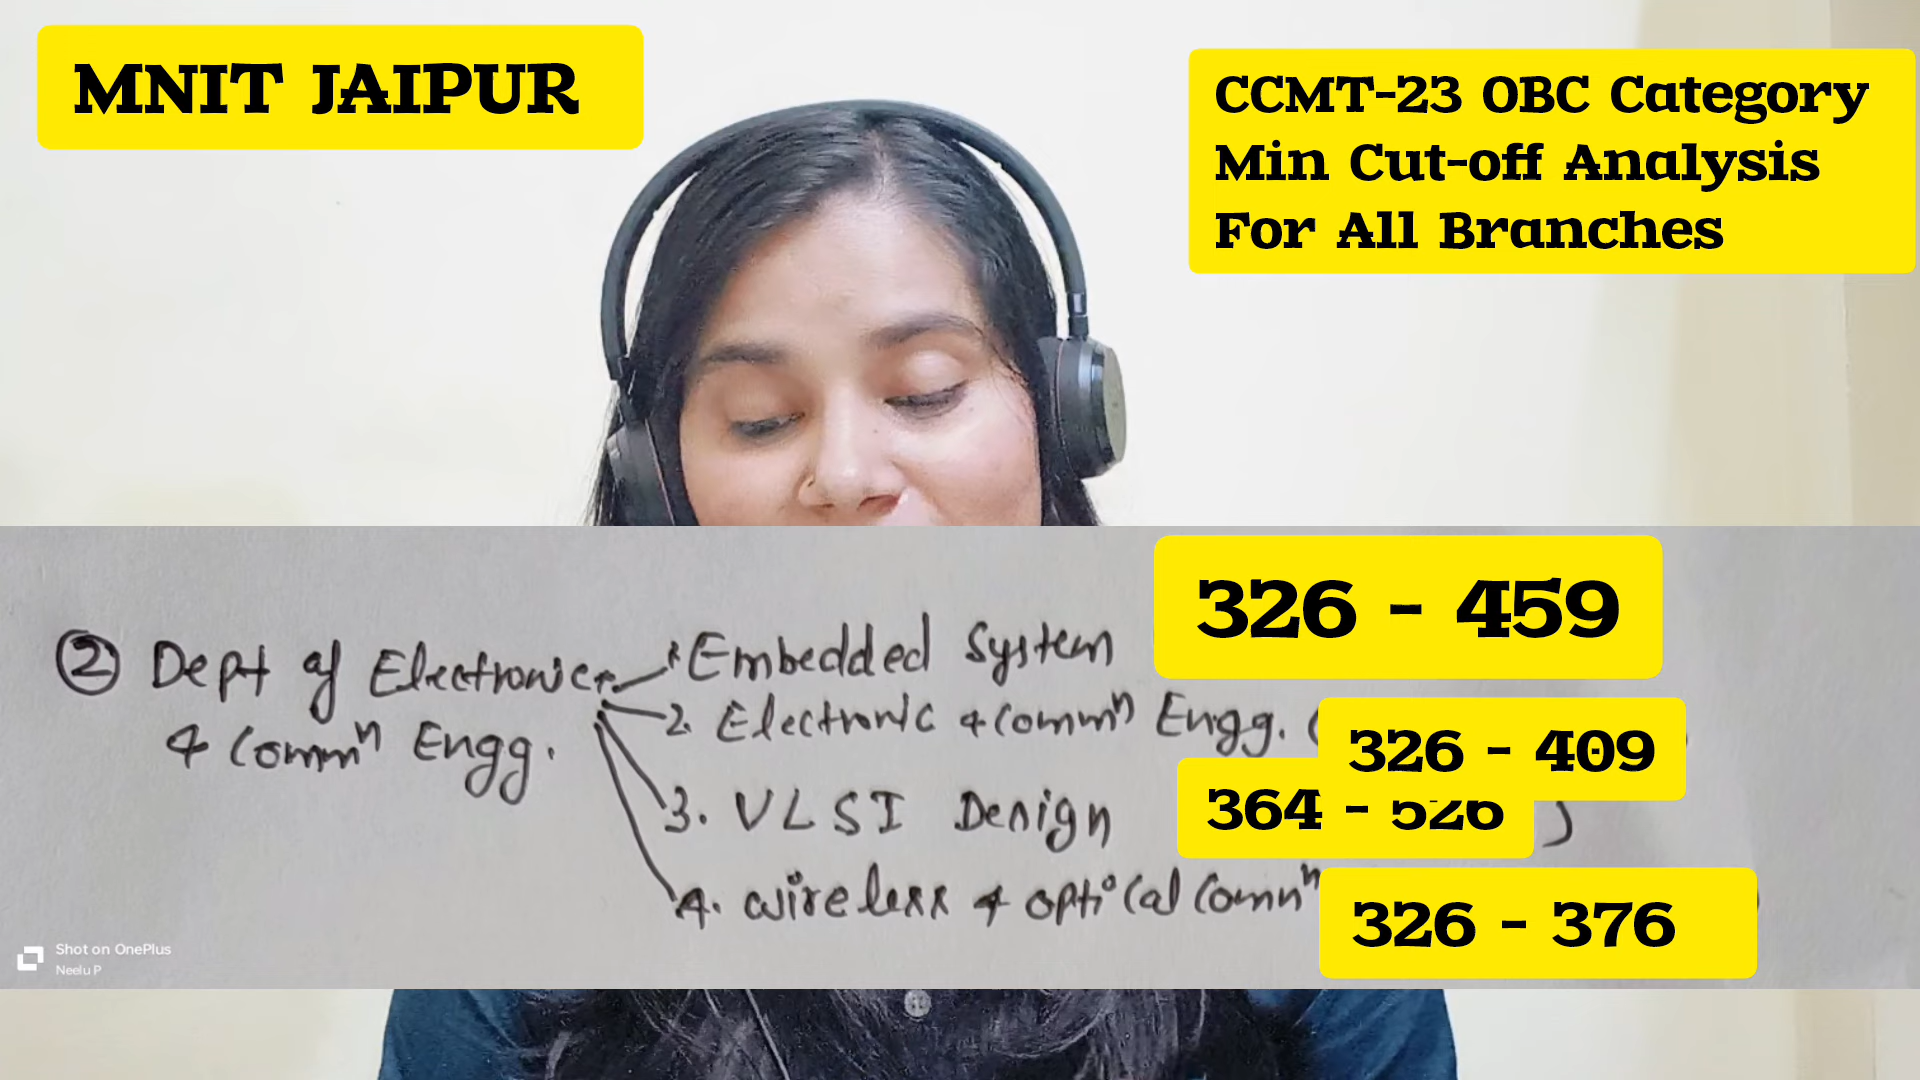 MNIT JAIPUR
CCMT-23 OBC Category
Min Cut-off Analysis
For All Branches
② Dept of Electronics 1. Embedded System 326 - 459
& Commⁿ Engg. 2. Electronic & Commⁿ Engg. ( 326 - 409
3. VLSI Design 364 - 526 )
4. Wireless & optical Commⁿ 326 - 376
Shot on OnePlus
Neelu P